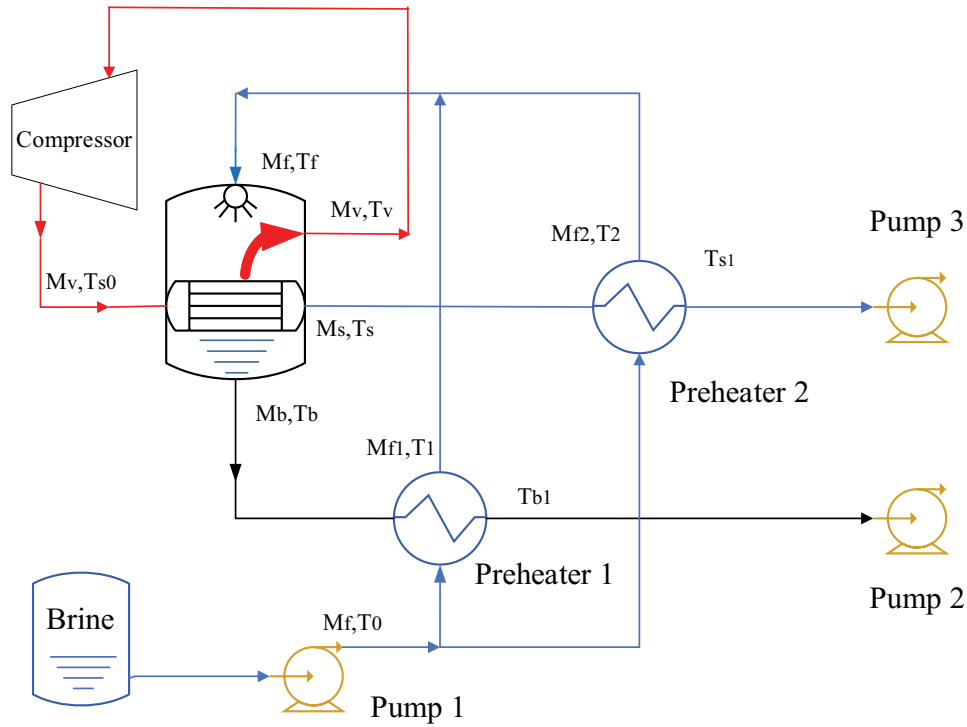 Compressor
Mf,Tf
Mv,Tv
Mf2,T2
Ts1
Pump 3
Mv,Ts0
Ms,Ts
Preheater 2
Mb,Tb
Mf1,T1
Tb1
Preheater 1
Pump 2
Brine
Mf,T0
Pump 1